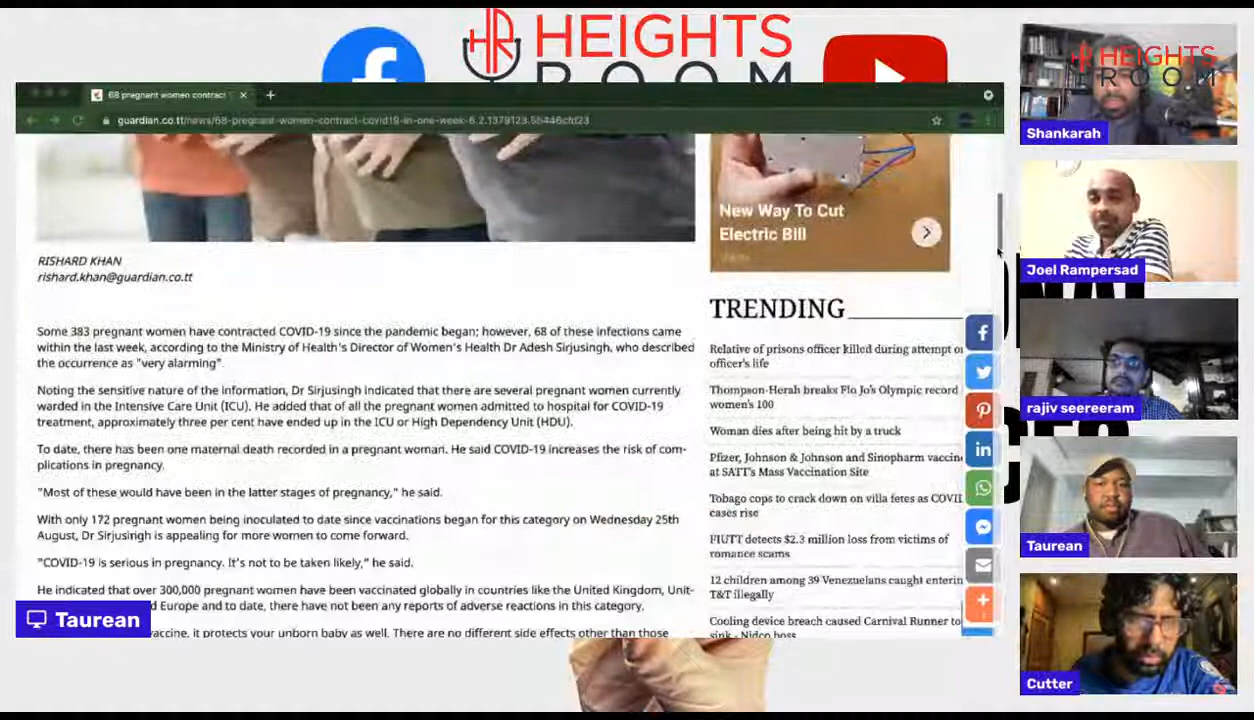 HEIGHTS
ROOM
68 pregnant women contract
guardian.co.tt/news/68-pregnant-women-contract-covid19-in-one-week-6.2.1379123.5b446cfd23
RISHARD KHAN
rishard.khan@guardian.co.tt
Some 383 pregnant women have contracted COVID-19 since the pandemic began; however, 68 of these infections came
within the last week, according to the Ministry of Health's Director of Women's Health Dr Adesh Sirjusingh, who described
the occurrence as "very alarming".
Noting the sensitive nature of the information, Dr Sirjusingh indicated that there are several pregnant women currently
warded in the Intensive Care Unit (ICU). He added that of all the pregnant women admitted to hospital for COVID-19
treatment, approximately three per cent have ended up in the ICU or High Dependency Unit (HDU).
To date, there has been one maternal death recorded in a pregnant woman. He said COVID-19 increases the risk of com-
plications in pregnancy.
"Most of these would have been in the latter stages of pregnancy," he said.
With only 172 pregnant women being inoculated to date since vaccinations began for this category on Wednesday 25th
August, Dr Sirjusingh is appealing for more women to come forward.
"COVID-19 is serious in pregnancy. It's not to be taken likely," he said.
He indicated that over 300,000 pregnant women have been vaccinated globally in countries like the United Kingdom, Unit-
d Europe and to date, there have not been any reports of adverse reactions in this category.
vaccine, it protects your unborn baby as well. There are no different side effects other than those
Taurean
New Way To Cut
Electric Bill
TRENDING
Relative of prisons officer killed during attempt o
officer's life
Thompson-Herah breaks Flo Jo's Olympic record
women's 100
Woman dies after being hit by a truck
Pfizer, Johnson & Johnson and Sinopharm vaccine
at SATT's Mass Vaccination Site
Tobago cops to crack down on villa fetes as COVID
cases rise
FIUTT detects $2.3 million loss from victims of
romance scams
12 children among 39 Venezuelans caught enterin
T&T illegally
Cooling device breach caused Carnival Runner to
sink - Nidco boss
HEIGHTS
ROOM
Shankarah
Joel Rampersad
rajiv seereeram
Taurean
Cutter